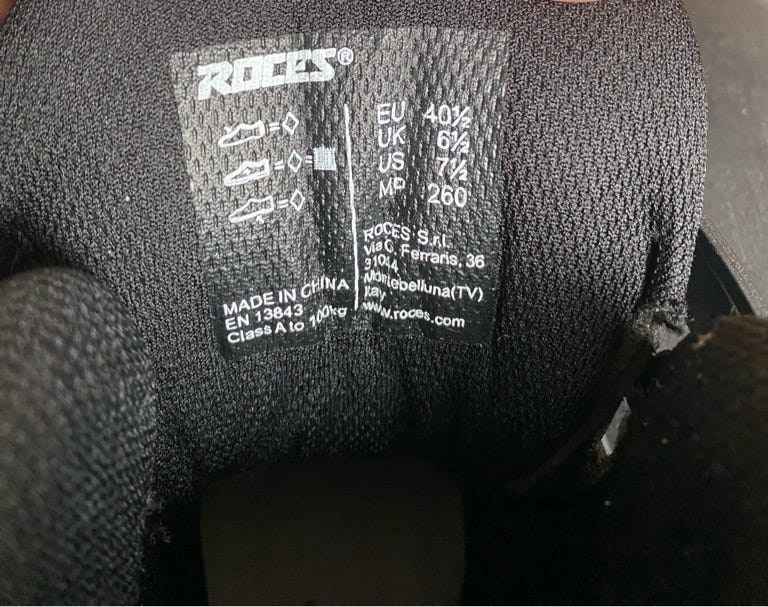 ROCES®
EU 40½
UK 6½
US 7½
MP 260
ROCES S.r.l.
Via G. Ferraris, 36
31044
Montebelluna(TV)
Italy
www.roces.com
MADE IN CHINA
EN 13843
Class A to 100kg